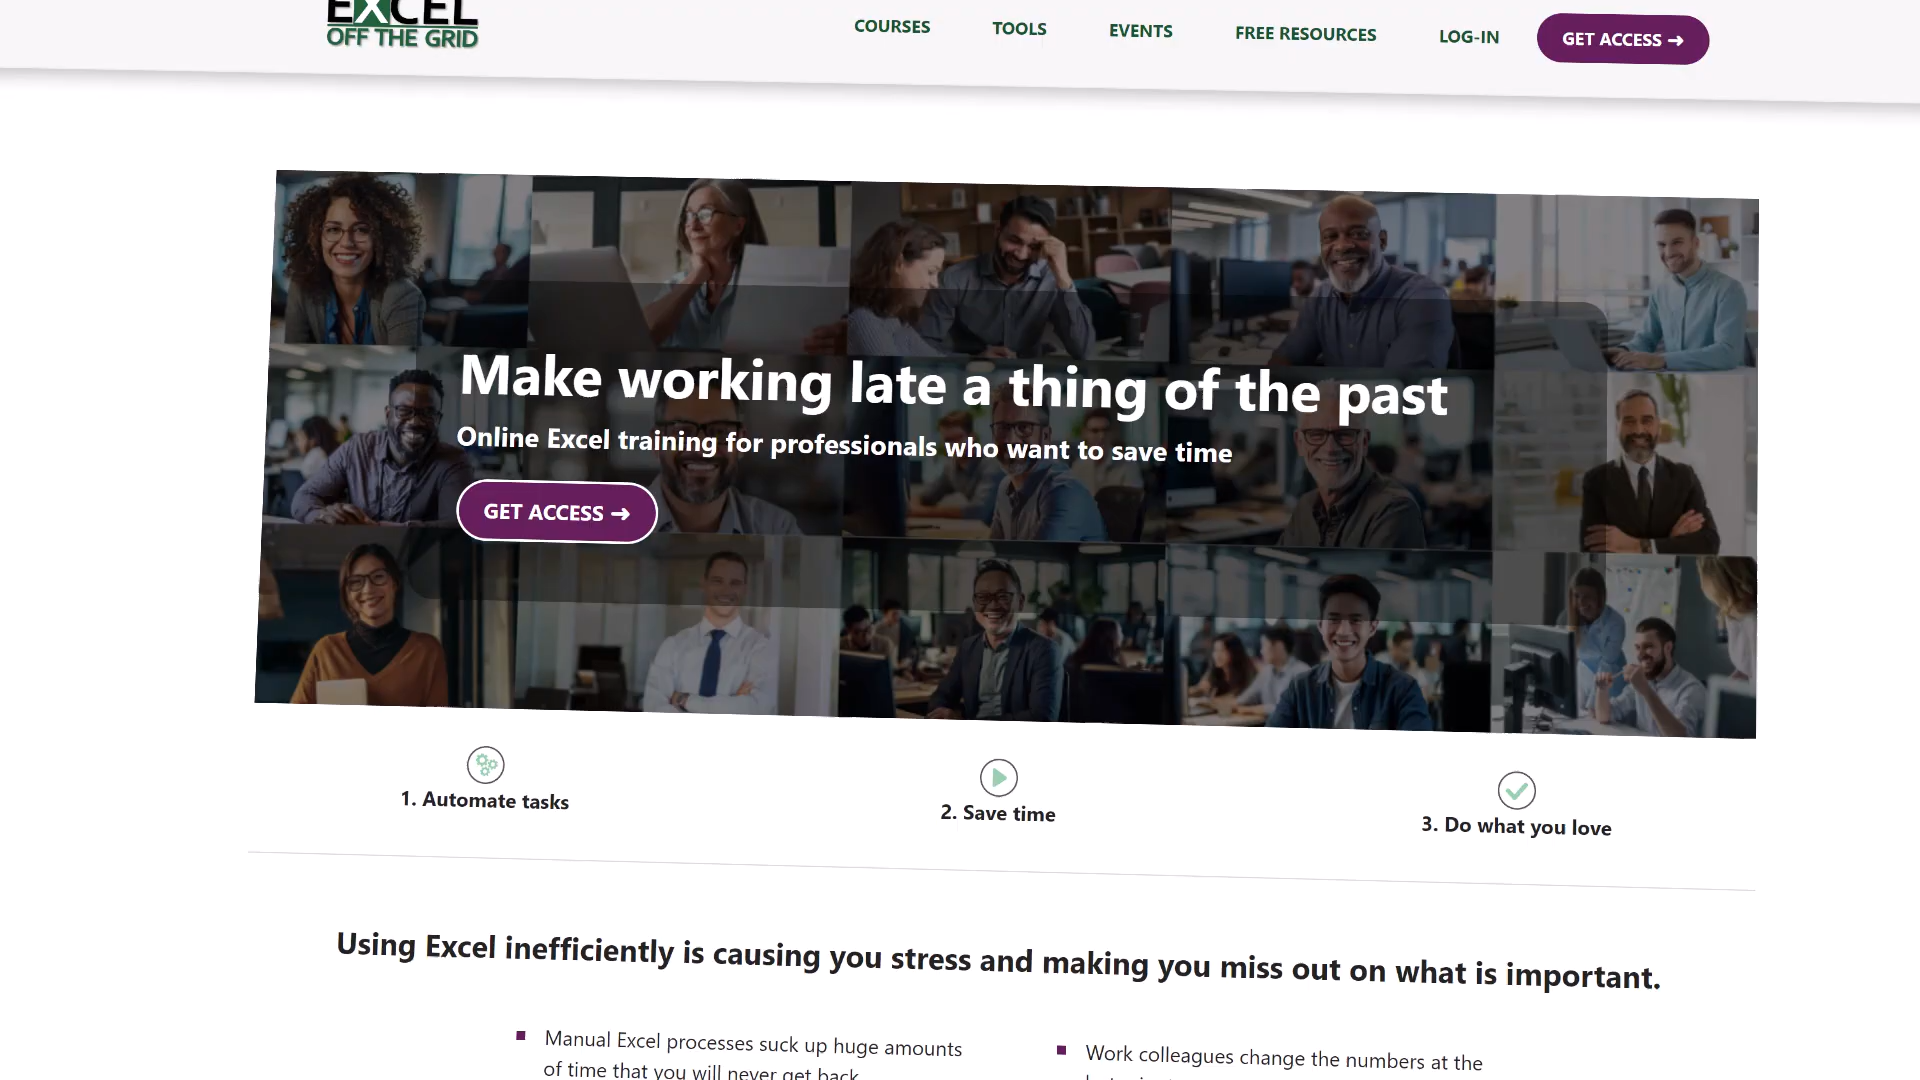 EXCEL
OFF THE GRID
COURSES
TOOLS
EVENTS
FREE RESOURCES
LOG-IN
GET ACCESS ➜
Make working late a thing of the past
Online Excel training for professionals who want to save time
GET ACCESS ➜
1. Automate tasks
2. Save time
3. Do what you love
Using Excel inefficiently is causing you stress and making you miss out on what is important.
Manual Excel processes suck up huge amounts
of time that you will never get back
Work colleagues change the numbers at the